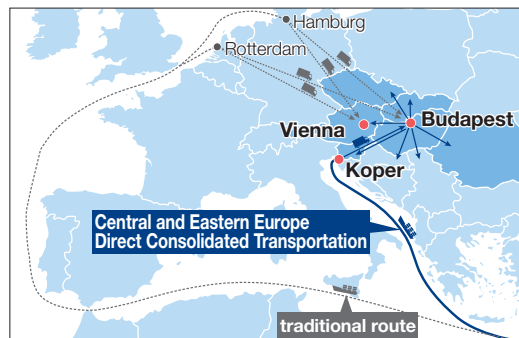 Hamburg
Rotterdam
Vienna
Budapest
Koper
Central and Eastern Europe
Direct Consolidated Transportation
traditional route